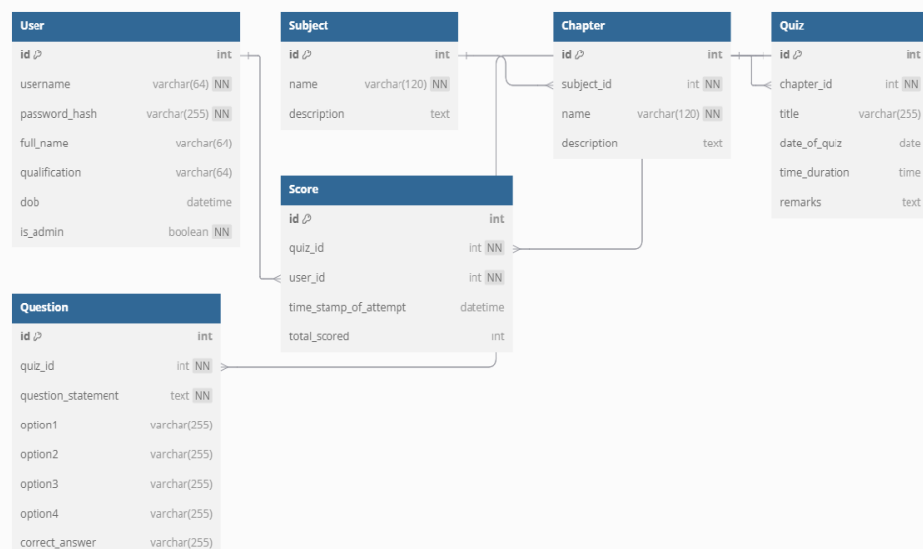 User
id int
username varchar(64) NN
password_hash varchar(255) NN
full_name varchar(64)
qualification varchar(64)
dob datetime
is_admin boolean NN
Subject
id int
name varchar(120) NN
description text
Chapter
id int
subject_id int NN
name varchar(120) NN
description text
Quiz
id int
chapter_id int NN
title varchar(255)
date_of_quiz date
time_duration time
remarks text
Score
id int
quiz_id int NN
user_id int NN
time_stamp_of_attempt datetime
total_scored int
Question
id int
quiz_id int NN
question_statement text NN
option1 varchar(255)
option2 varchar(255)
option3 varchar(255)
option4 varchar(255)
correct_answer varchar(255)